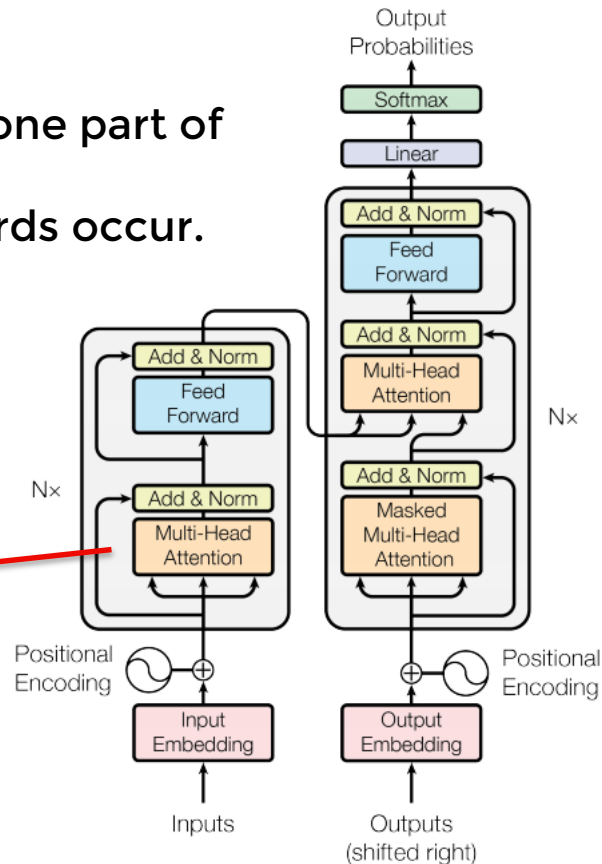 one part of
rds occur.
Output
Probabilities
Softmax
Linear
Add & Norm
Feed
Forward
Add & Norm
Multi-Head
Attention
Nx
Add & Norm
Masked
Multi-Head
Attention
Add & Norm
Feed
Forward
Nx
Add & Norm
Multi-Head
Attention
Positional
Encoding
Positional
Encoding
Input
Embedding
Output
Embedding
Inputs
Outputs
(shifted right)